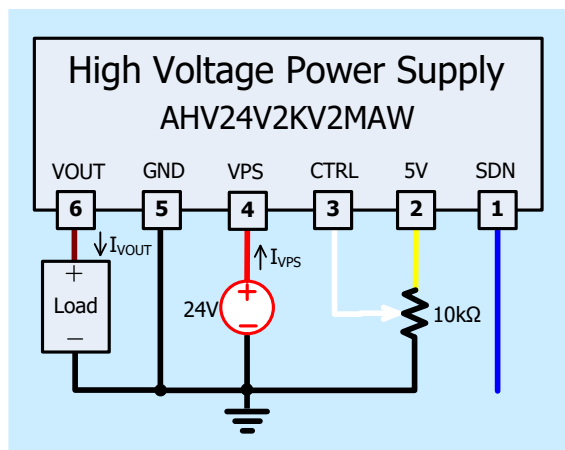 High Voltage Power Supply
AHV24V2KV2MAW
VOUT GND VPS CTRL 5V SDN
6 5 4 3 2 1
IVOUT IVPS
+ +
Load 24V 10kΩ
− −